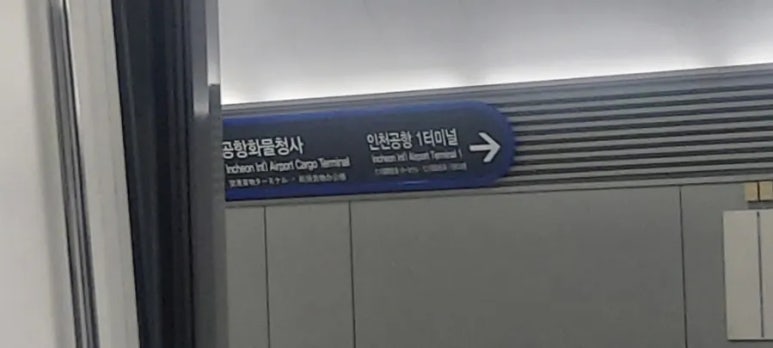 공항화물청사
Incheon Int'l Airport Cargo Terminal
인천공항 1터미널
Incheon Int'l Airport Terminal 1